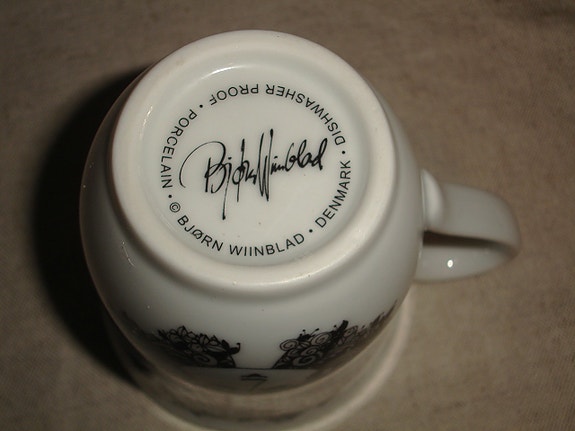 Bjørn Wiinblad
• © BJØRN WIINBLAD • DENMARK • DISHWASHER PROOF • PORCELAIN